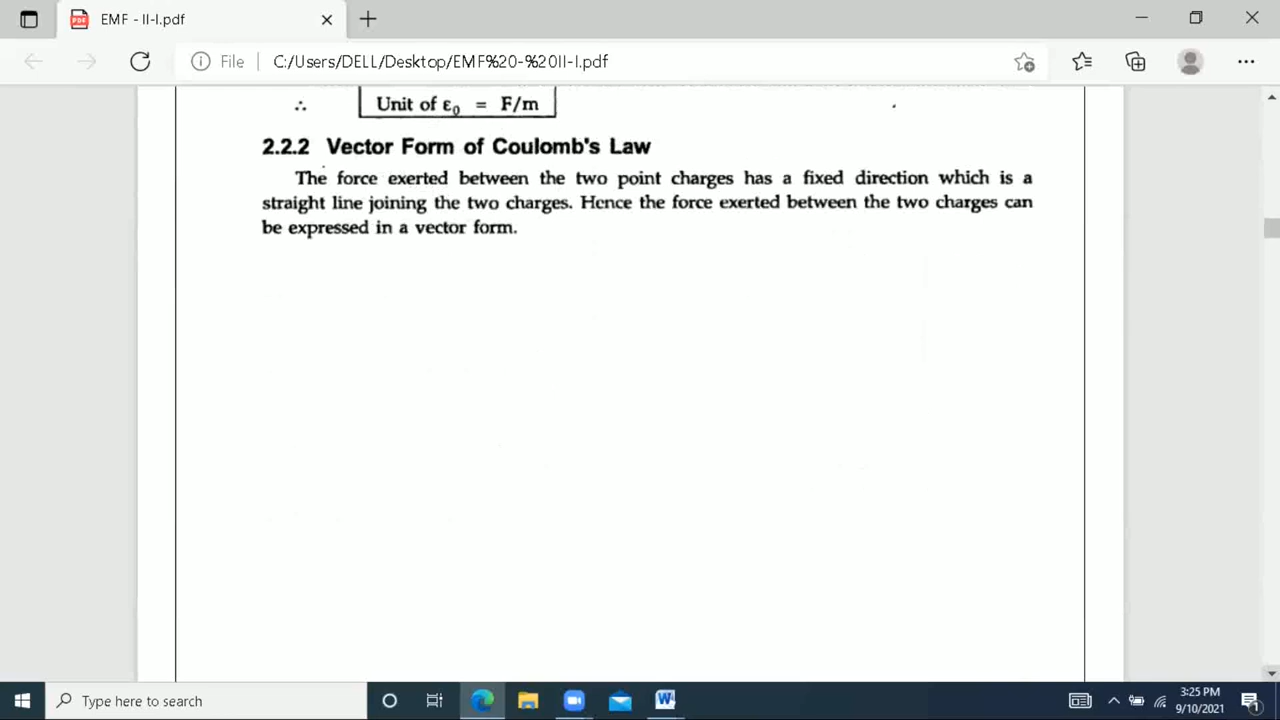 EMF - II-I.pdf
File | C:/Users/DELL/Desktop/EMF%20-%20II-I.pdf
∴ Unit of ε₀ = F/m
2.2.2 Vector Form of Coulomb's Law
The force exerted between the two point charges has a fixed direction which is a
straight line joining the two charges. Hence the force exerted between the two charges can
be expressed in a vector form.
Type here to search
3:25 PM
9/10/2021